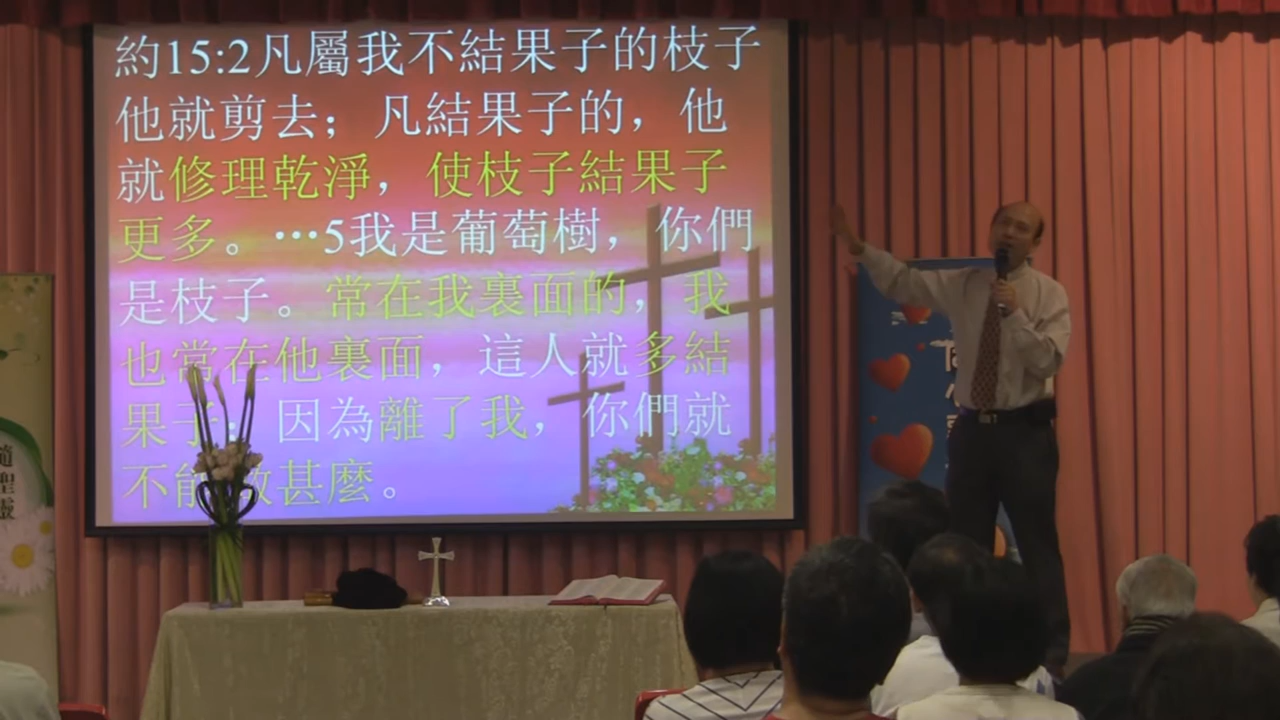 約15:2凡屬我不結果子的枝子
他就剪去；凡結果子的，他
就修理乾淨，使枝子結果子
更多。…5我是葡萄樹，你們
是枝子。常在我裏面的，我
也常在他裏面，這人就多結
果子；因為離了我，你們就
不能做甚麼。
隨聖靈